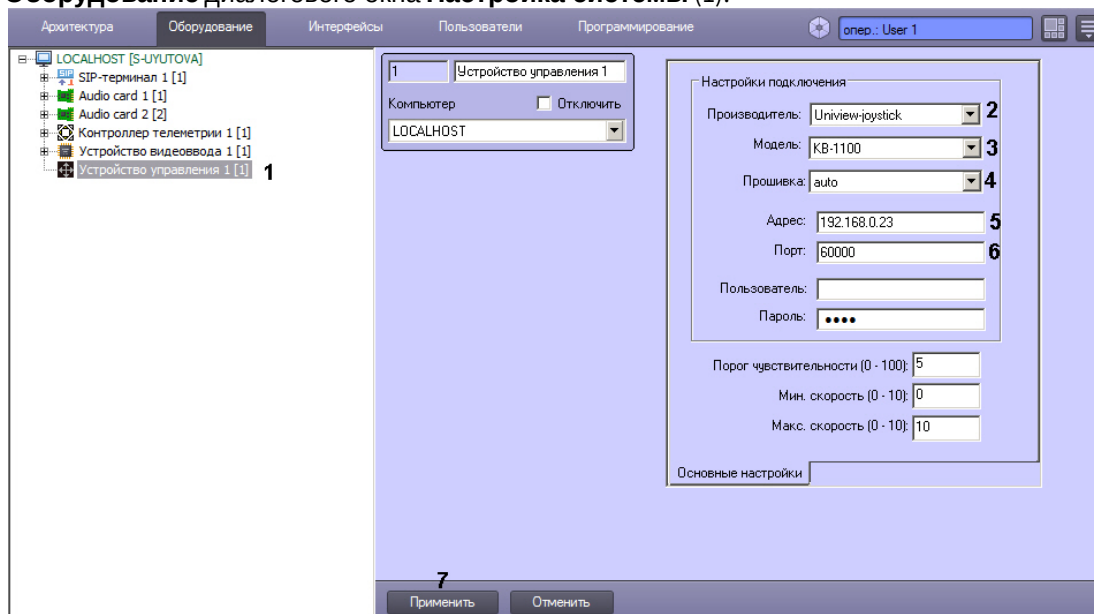 Оборудование диалогового окна Настройка системы (1).
Архитектура Оборудование Интерфейсы Пользователи Программирование опер.: User 1
LOCALHOST [S-UYUTOVA]
SIP-терминал 1 [1]
Audio card 1 [1]
Audio card 2 [2]
Контроллер телеметрии 1 [1]
Устройство видеоввода 1 [1]
Устройство управления 1 [1] 1
1 Устройство управления 1
Компьютер Отключить
LOCALHOST
Настройки подключения
Производитель: Uniview-joystick 2
Модель: KB-1100 3
Прошивка: auto 4
Адрес: 192.168.0.23 5
Порт: 60000 6
Пользователь:
Пароль: ••••
Порог чувствительности (0 - 100): 5
Мин. скорость (0 - 10): 0
Макс. скорость (0 - 10): 10
Основные настройки
7
Применить Отменить